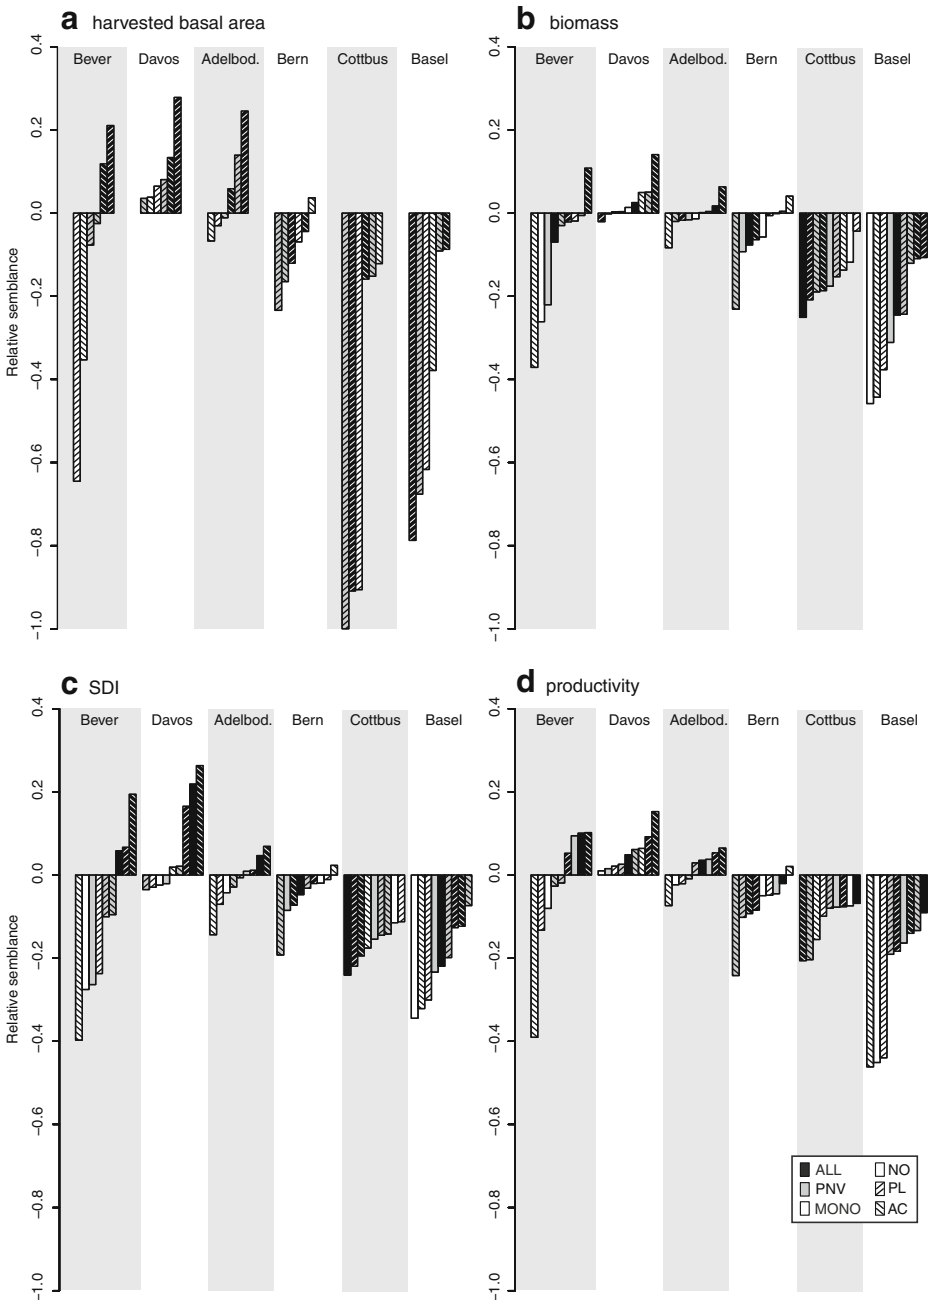 a harvested basal area
b biomass
0.4
0.2
0.0
−0.2
−0.4
−0.6
−0.8
−1.0
Relative semblance
Bever Davos Adelbod. Bern Cottbus Basel
0.4
0.2
0.0
−0.2
−0.4
−0.6
−0.8
−1.0
Bever Davos Adelbod. Bern Cottbus Basel
c SDI
d productivity
0.4
0.2
0.0
−0.2
−0.4
−0.6
−0.8
−1.0
Relative semblance
Bever Davos Adelbod. Bern Cottbus Basel
0.4
0.2
0.0
−0.2
−0.4
−0.6
−0.8
−1.0
Bever Davos Adelbod. Bern Cottbus Basel
ALL NO
PNV PL
MONO AC